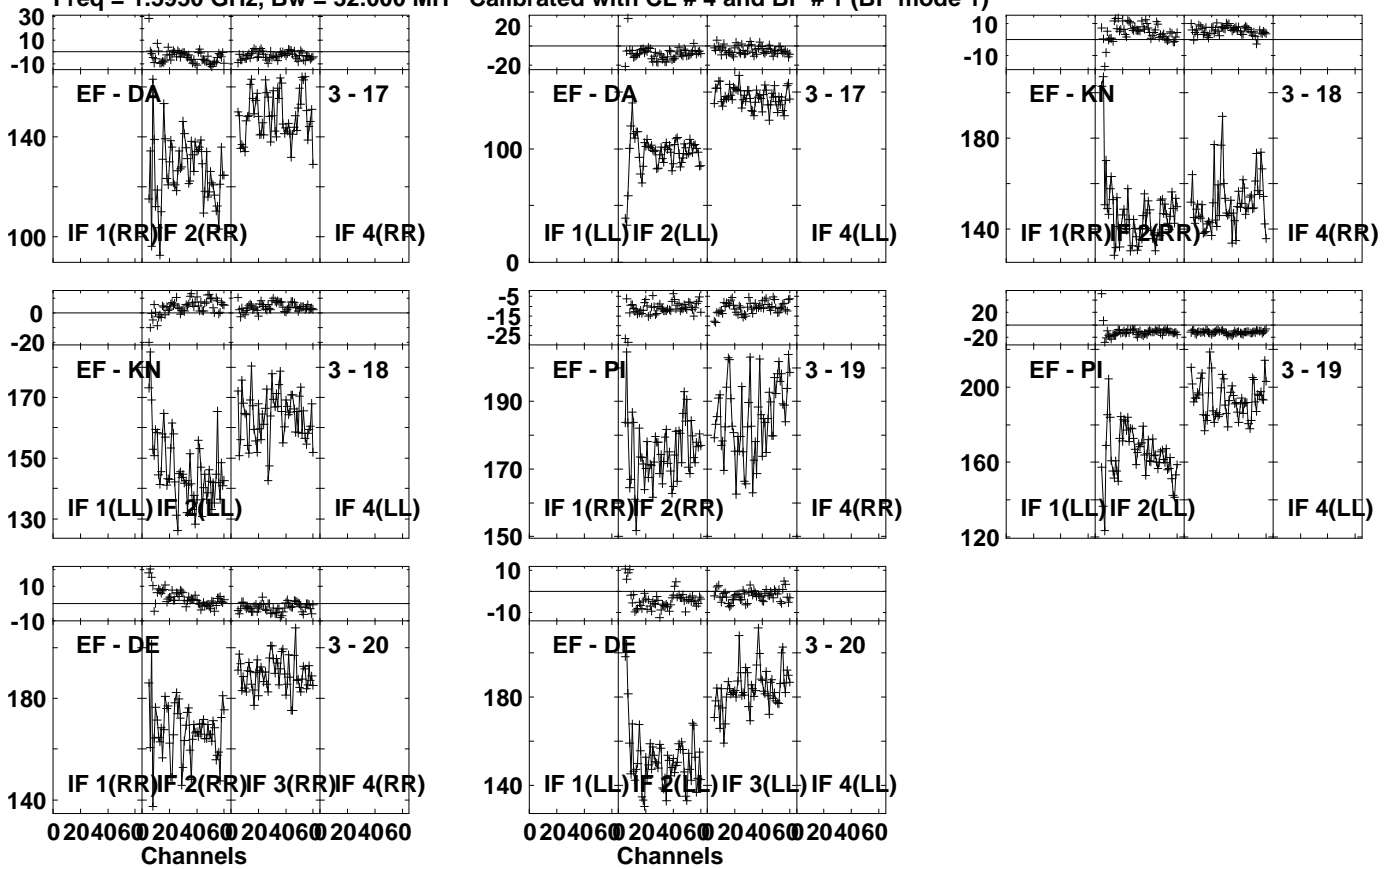 Freq = 1.5950 GHz, Bw = 32.000 MH Calibrated with CL # 4 and BP # 1 (BP mode 1)
30 20 10
10 0 -10
-10 -20
EF - DA 3 - 17 EF - DA 3 - 17 EF - KN 3 - 18
140 100 180
100 0 140
IF 1(RR) IF 2(RR) IF 4(RR) IF 1(LL) IF 2(LL) IF 4(LL) IF 1(RR) IF 2(RR) IF 4(RR)
0 -5 20
-20 -15 -20
-25
EF - KN 3 - 18 EF - PI 3 - 19 EF - PI 3 - 19
170 190 200
150 170 160
130 150 120
IF 1(LL) IF 2(LL) IF 4(LL) IF 1(RR) IF 2(RR) IF 4(RR) IF 1(LL) IF 2(LL) IF 4(LL)
10 10
-10 0
-10
EF - DE 3 - 20 EF - DE 3 - 20
180 180
140 140
IF 1(RR) IF 2(RR) IF 3(RR) IF 4(RR) IF 1(LL) IF 2(LL) IF 3(LL) IF 4(LL)
0 20 40 60 0 20 40 60 0 20 40 60 0 20 40 60 0 20 40 60 0 20 40 60 0 20 40 60 0 20 40 60
Channels Channels